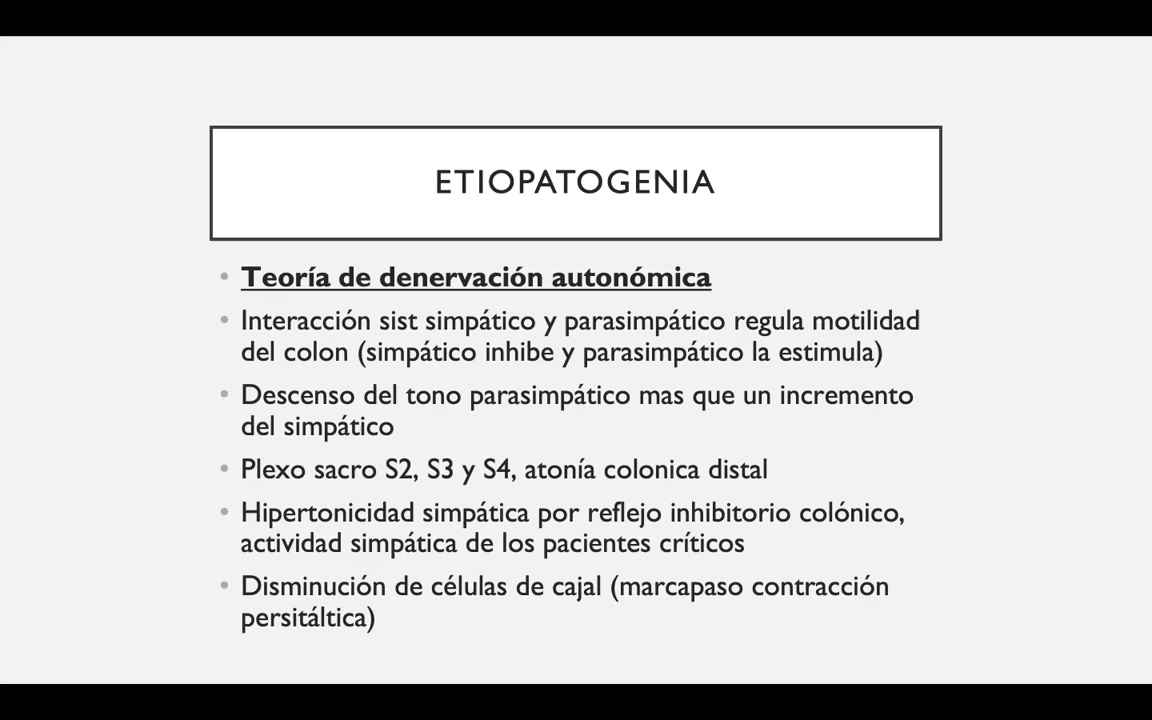 ETIOPATOGENIA
• Teoría de denervación autonómica
• Interacción sist simpático y parasimpático regula motilidad
del colon (simpático inhibe y parasimpático la estimula)
• Descenso del tono parasimpático mas que un incremento
del simpático
• Plexo sacro S2, S3 y S4, atonía colonica distal
• Hipertonicidad simpática por reflejo inhibitorio colónico,
actividad simpática de los pacientes críticos
• Disminución de células de cajal (marcapaso contracción
persitáltica)